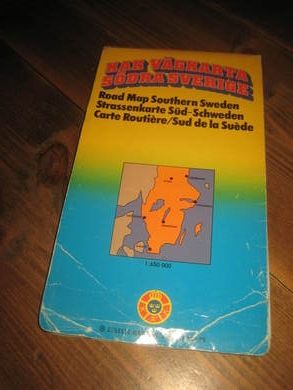 KAK VÄGKARTA
SÖDRA SVERIGE
Road Map Southern Sweden
Strassenkarte Süd-Schweden
Carte Routière/Sud de la Suède
1:450 000